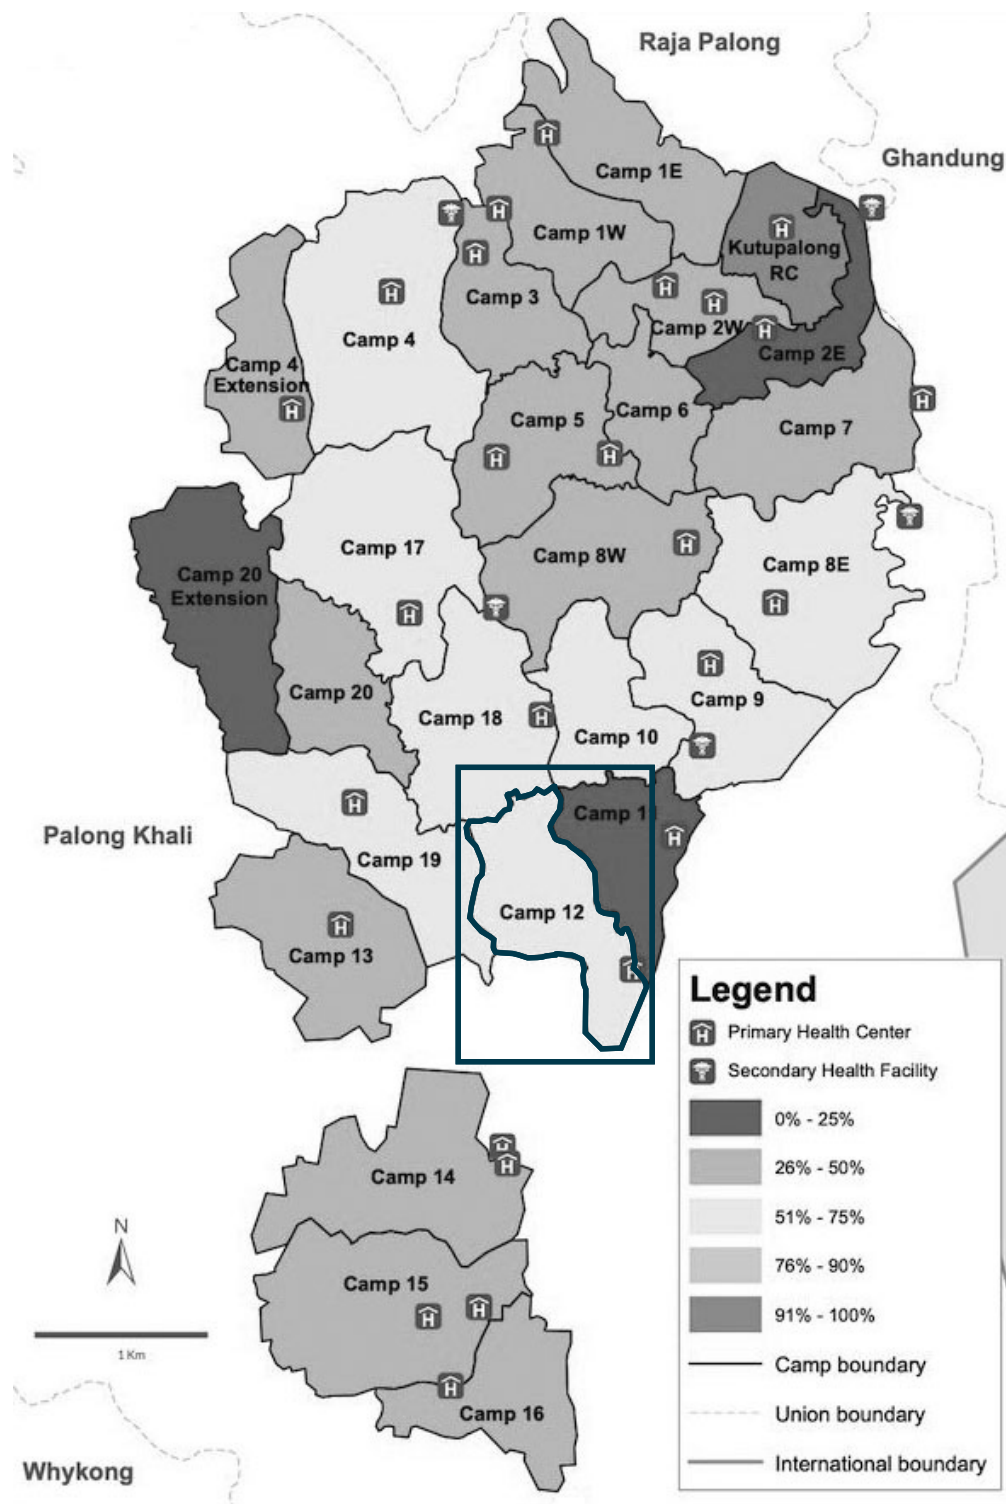 Raja Palong
Ghandung
Camp 1E
Camp 1W
Kutupalong
RC
Camp 3
Camp 4
Camp 2W
Camp 2E
Camp 4
Extension
Camp 5
Camp 6
Camp 7
Camp 17
Camp 8W
Camp 8E
Camp 20
Extension
Camp 20
Camp 18
Camp 9
Camp 10
Camp 11
Palong Khali
Camp 19
Camp 12
Camp 13
Legend
Primary Health Center
Secondary Health Facility
0% - 25%
26% - 50%
51% - 75%
76% - 90%
91% - 100%
Camp boundary
Union boundary
International boundary
Camp 14
N
Camp 15
1 Km
Camp 16
Whykong